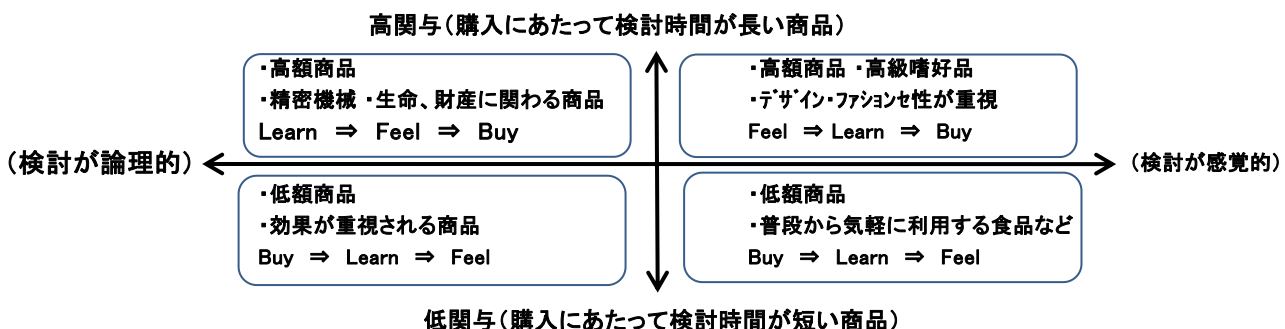 高関与（購入にあたって検討時間が長い商品）
・高額商品
・精密機械 ・生命、財産に関わる商品
Learn ⇒ Feel ⇒ Buy
・高額商品 ・高級嗜好品
・ﾃﾞｻﾞｲﾝ・ファッションセ性が重視
Feel ⇒ Learn ⇒ Buy
（検討が論理的）
（検討が感覚的）
・低額商品
・効果が重視される商品
Buy ⇒ Learn ⇒ Feel
・低額商品
・普段から気軽に利用する食品など
Buy ⇒ Learn ⇒ Feel
低関与（購入にあたって検討時間が短い商品）